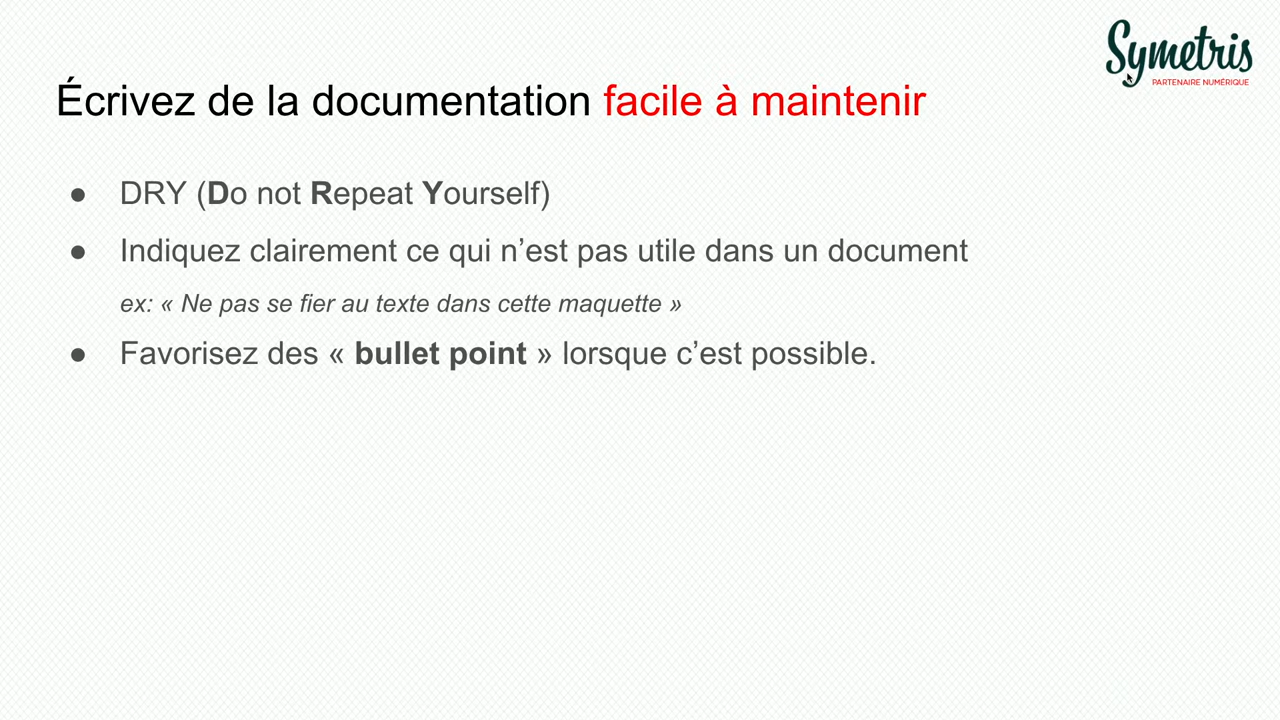 Symetris
PARTENAIRE NUMÉRIQUE
Écrivez de la documentation facile à maintenir
● DRY (Do not Repeat Yourself)
● Indiquez clairement ce qui n’est pas utile dans un document
ex: « Ne pas se fier au texte dans cette maquette »
● Favorisez des « bullet point » lorsque c’est possible.